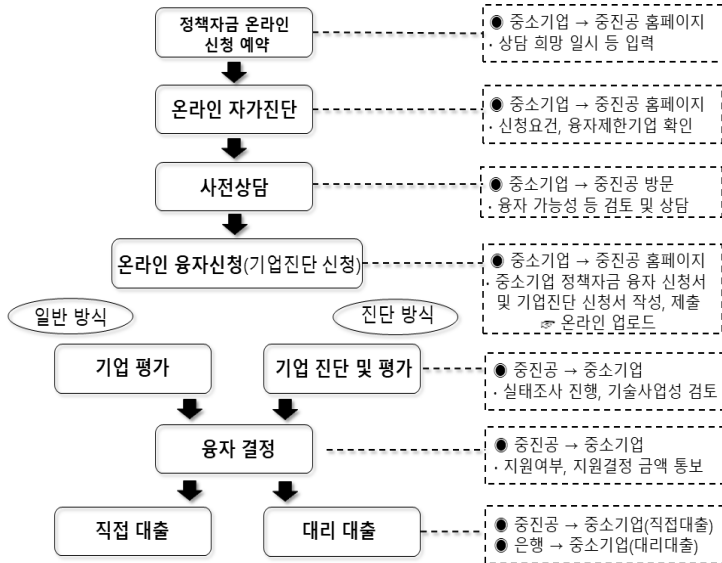 정책자금 온라인
신청 예약
◉ 중소기업 → 중진공 홈페이지
· 상담 희망 일시 등 입력
온라인 자가진단
◉ 중소기업 → 중진공 홈페이지
· 신청요건, 융자제한기업 확인
사전상담
◉ 중소기업 → 중진공 방문
· 융자 가능성 등 검토 및 상담
온라인 융자신청(기업진단 신청)
◉ 중소기업 → 중진공 홈페이지
· 중소기업 정책자금 융자 신청서
및 기업진단 신청서 작성, 제출
☞ 온라인 업로드
일반 방식
진단 방식
기업 평가
기업 진단 및 평가
◉ 중진공 → 중소기업
· 실태조사 진행, 기술사업성 검토
융자 결정
◉ 중진공 → 중소기업
· 지원여부, 지원결정 금액 통보
직접 대출
대리 대출
◉ 중진공 → 중소기업(직접대출)
◉ 은행 → 중소기업(대리대출)